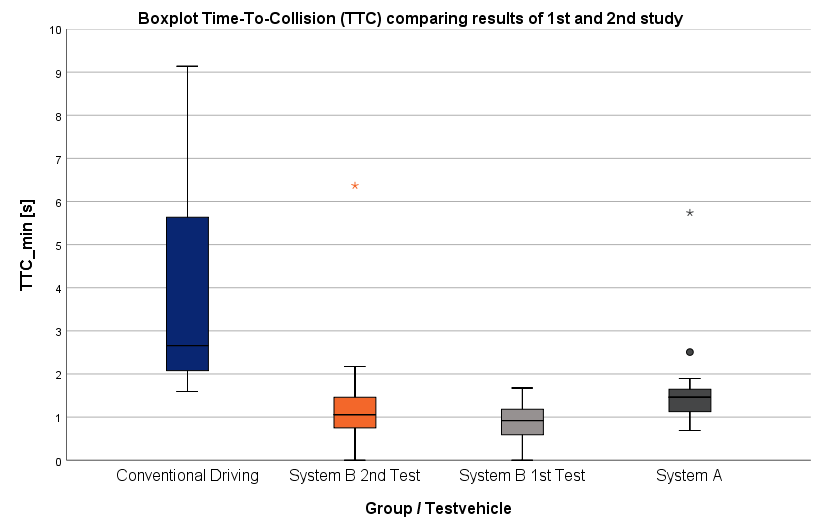 Boxplot Time-To-Collision (TTC) comparing results of 1st and 2nd study
10
9
8
7
6
5
4
3
2
1
0
TTC_min [s]
Conventional Driving
System B 2nd Test
System B 1st Test
System A
Group / Testvehicle